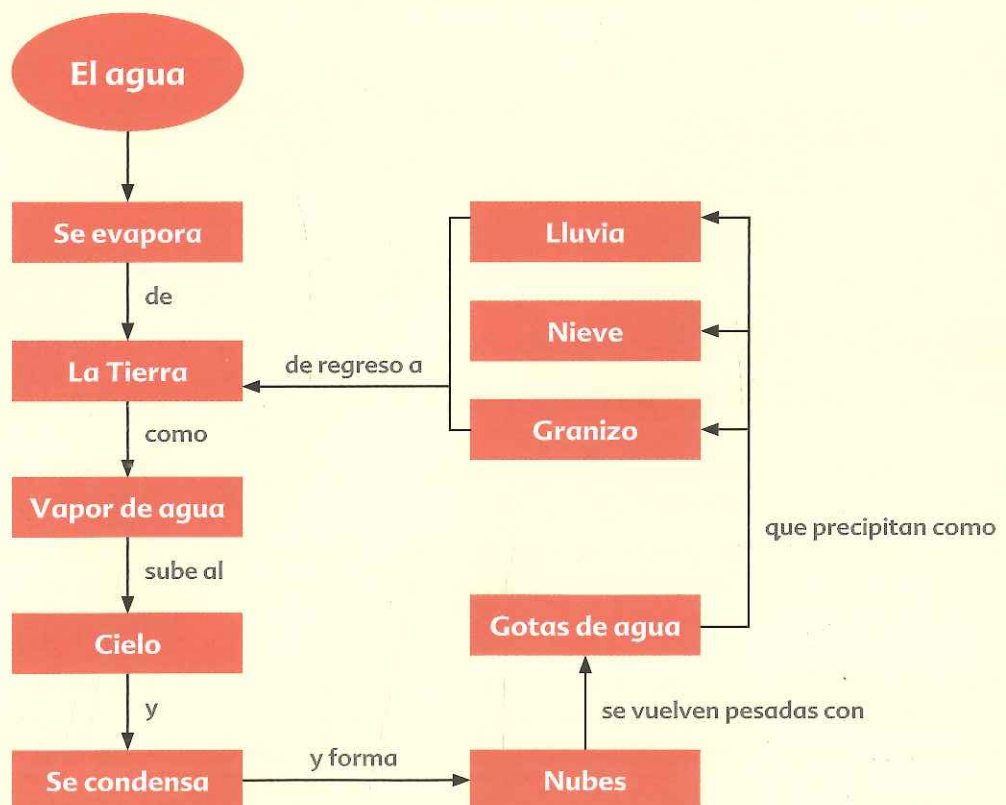 El agua
Se evapora
de
La Tierra
como
Vapor de agua
sube al
Cielo
y
Se condensa
y forma
Nubes
se vuelven pesadas con
Gotas de agua
que precipitan como
Lluvia
Nieve
Granizo
de regreso a